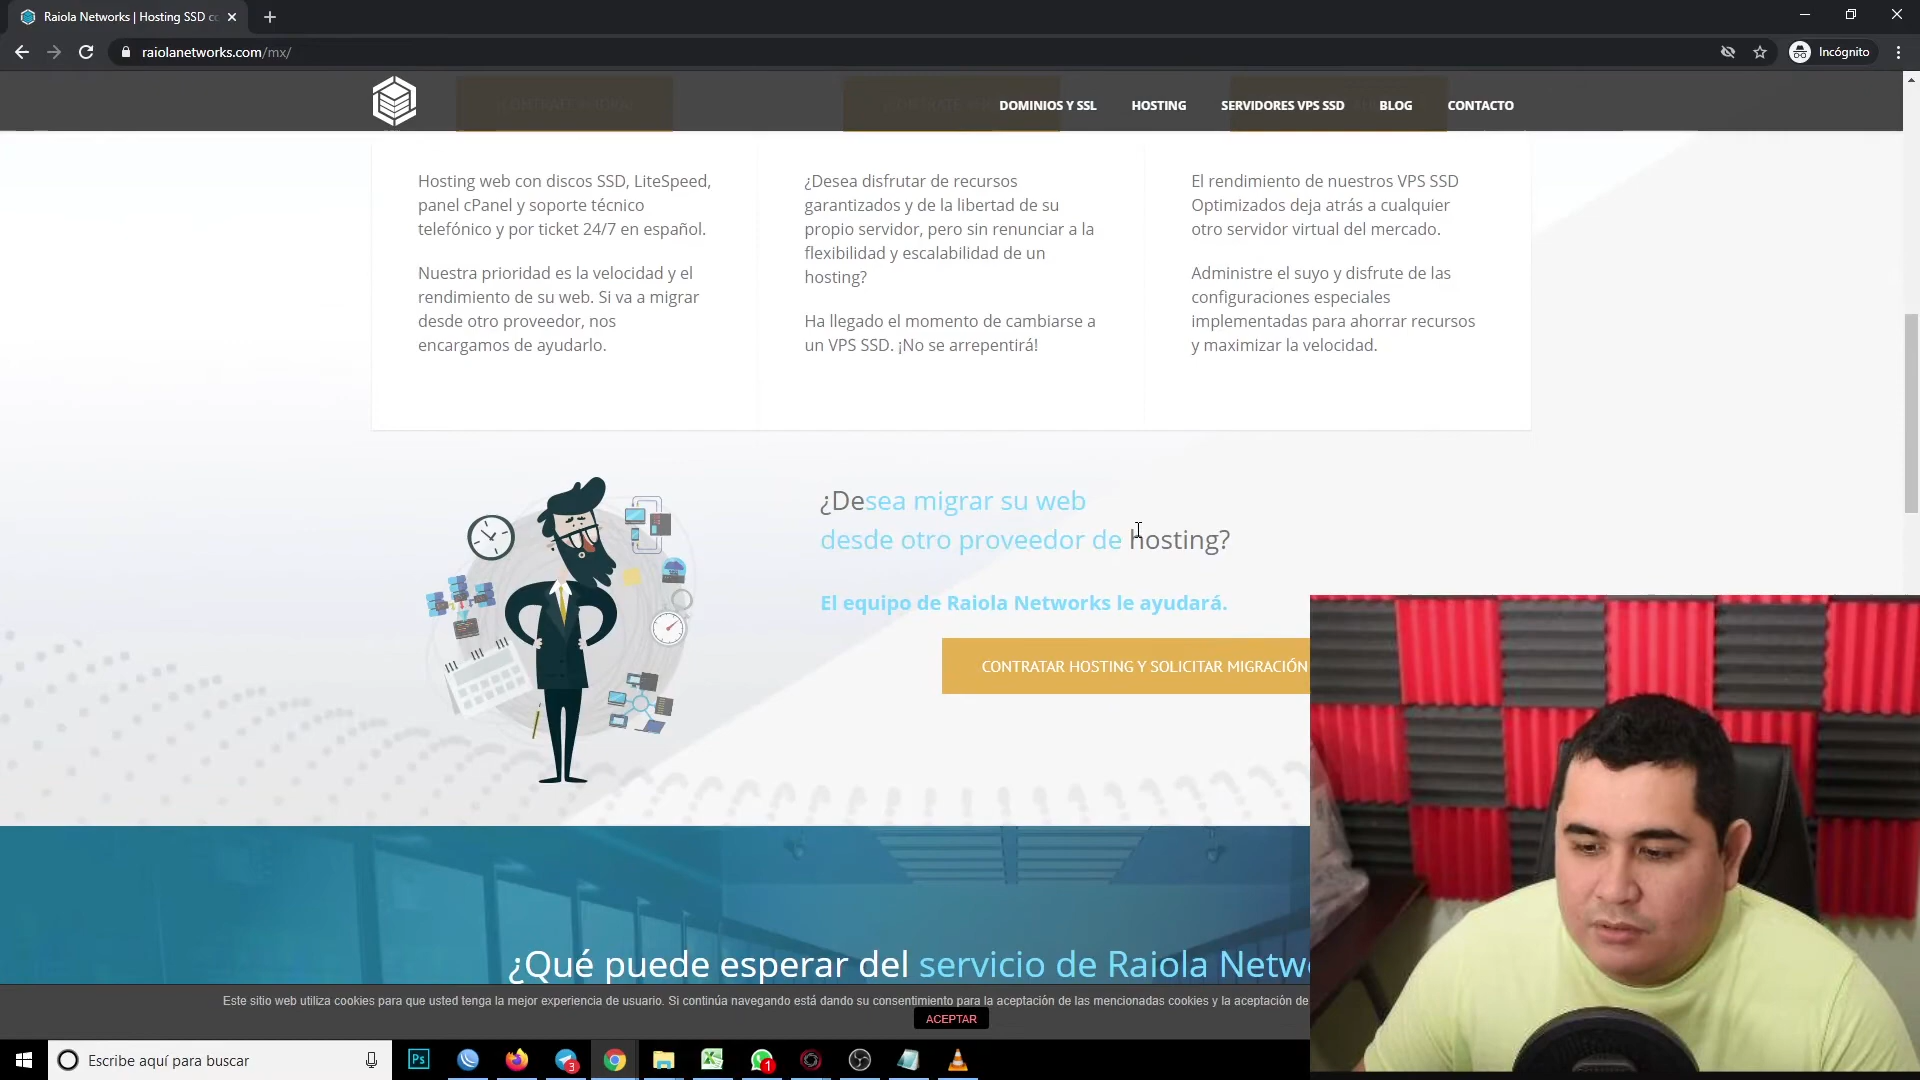 Raiola Networks | Hosting SSD co
raiolanetworks.com/mx/
Incógnito
DOMINIOS Y SSL
HOSTING
SERVIDORES VPS SSD
BLOG
CONTACTO
Hosting web con discos SSD, LiteSpeed,
panel cPanel y soporte técnico
telefónico y por ticket 24/7 en español.
Nuestra prioridad es la velocidad y el
rendimiento de su web. Si va a migrar
desde otro proveedor, nos
encargamos de ayudarlo.
¿Desea disfrutar de recursos
garantizados y de la libertad de su
propio servidor, pero sin renunciar a la
flexibilidad y escalabilidad de un
hosting?
Ha llegado el momento de cambiarse a
un VPS SSD. ¡No se arrepentirá!
El rendimiento de nuestros VPS SSD
Optimizados deja atrás a cualquier
otro servidor virtual del mercado.
Administre el suyo y disfrute de las
configuraciones especiales
implementadas para ahorrar recursos
y maximizar la velocidad.
¿Desea migrar su web
desde otro proveedor de hosting?
El equipo de Raiola Networks le ayudará.
CONTRATAR HOSTING Y SOLICITAR MIGRACIÓN
¿Qué puede esperar del servicio de Raiola Netw
Este sitio web utiliza cookies para que usted tenga la mejor experiencia de usuario. Si continúa navegando está dando su consentimiento para la aceptación de las mencionadas cookies y la aceptación de
ACEPTAR
Escribe aquí para buscar
Ps
3
1